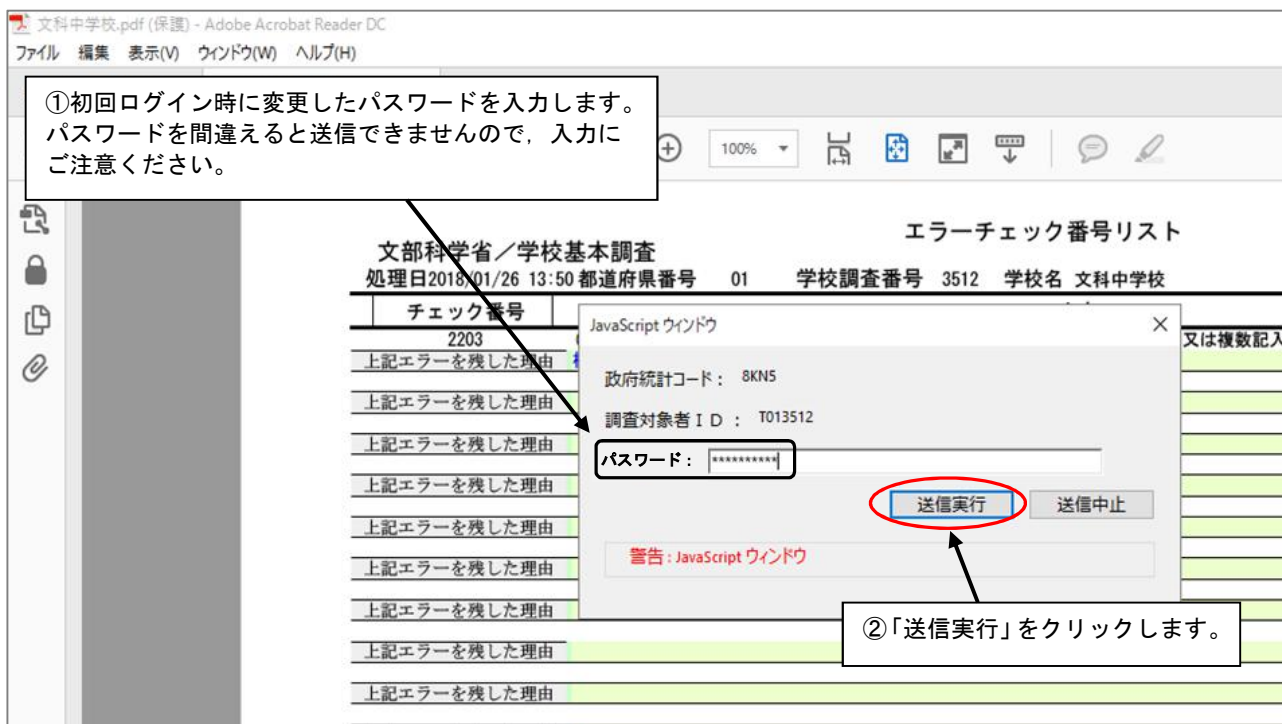 文科中学校.pdf (保護) - Adobe Acrobat Reader DC
ファイル 編集 表示(V) ウィンドウ(W) ヘルプ(H)
①初回ログイン時に変更したパスワードを入力します。
パスワードを間違えると送信できませんので，入力に
ご注意ください。
100%
エラーチェック番号リスト
文部科学省／学校基本調査
処理日2018/01/26 13:50 都道府県番号 01 学校調査番号 3512 学校名 文科中学校
チェック番号
2203
又は複数記入
上記エラーを残した理由
上記エラーを残した理由
上記エラーを残した理由
上記エラーを残した理由
上記エラーを残した理由
上記エラーを残した理由
上記エラーを残した理由
上記エラーを残した理由
上記エラーを残した理由
JavaScript ウィンドウ
政府統計コード： 8KN5
調査対象者ＩＤ ： T013512
パスワード： **********
送信実行 送信中止
警告 : JavaScript ウィンドウ
②「送信実行」をクリックします。